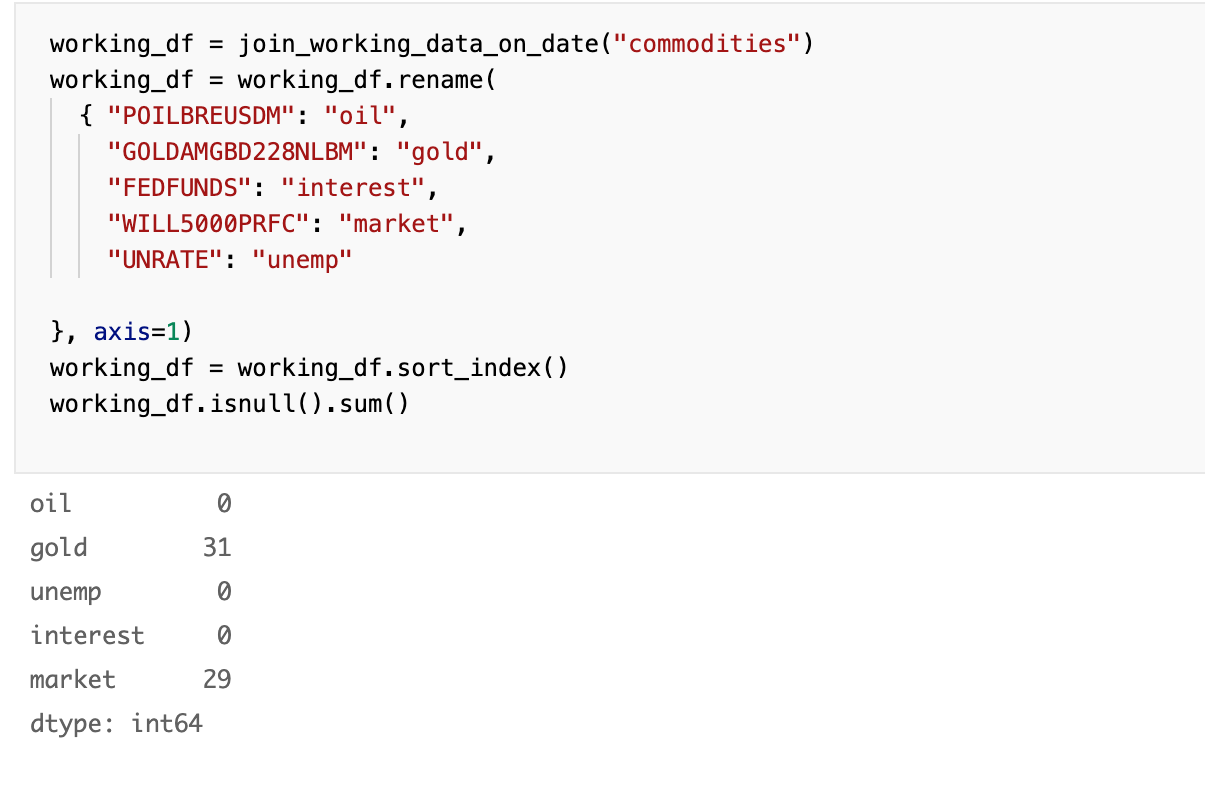 working_df = join_working_data_on_date("commodities")
working_df = working_df.rename(
{ "POILBREUSDM": "oil",
"GOLDAMGBD228NLBM": "gold",
"FEDFUNDS": "interest",
"WILL5000PRFC": "market",
"UNRATE": "unemp"
}, axis=1)
working_df = working_df.sort_index()
working_df.isnull().sum()
oil 0
gold 31
unemp 0
interest 0
market 29
dtype: int64